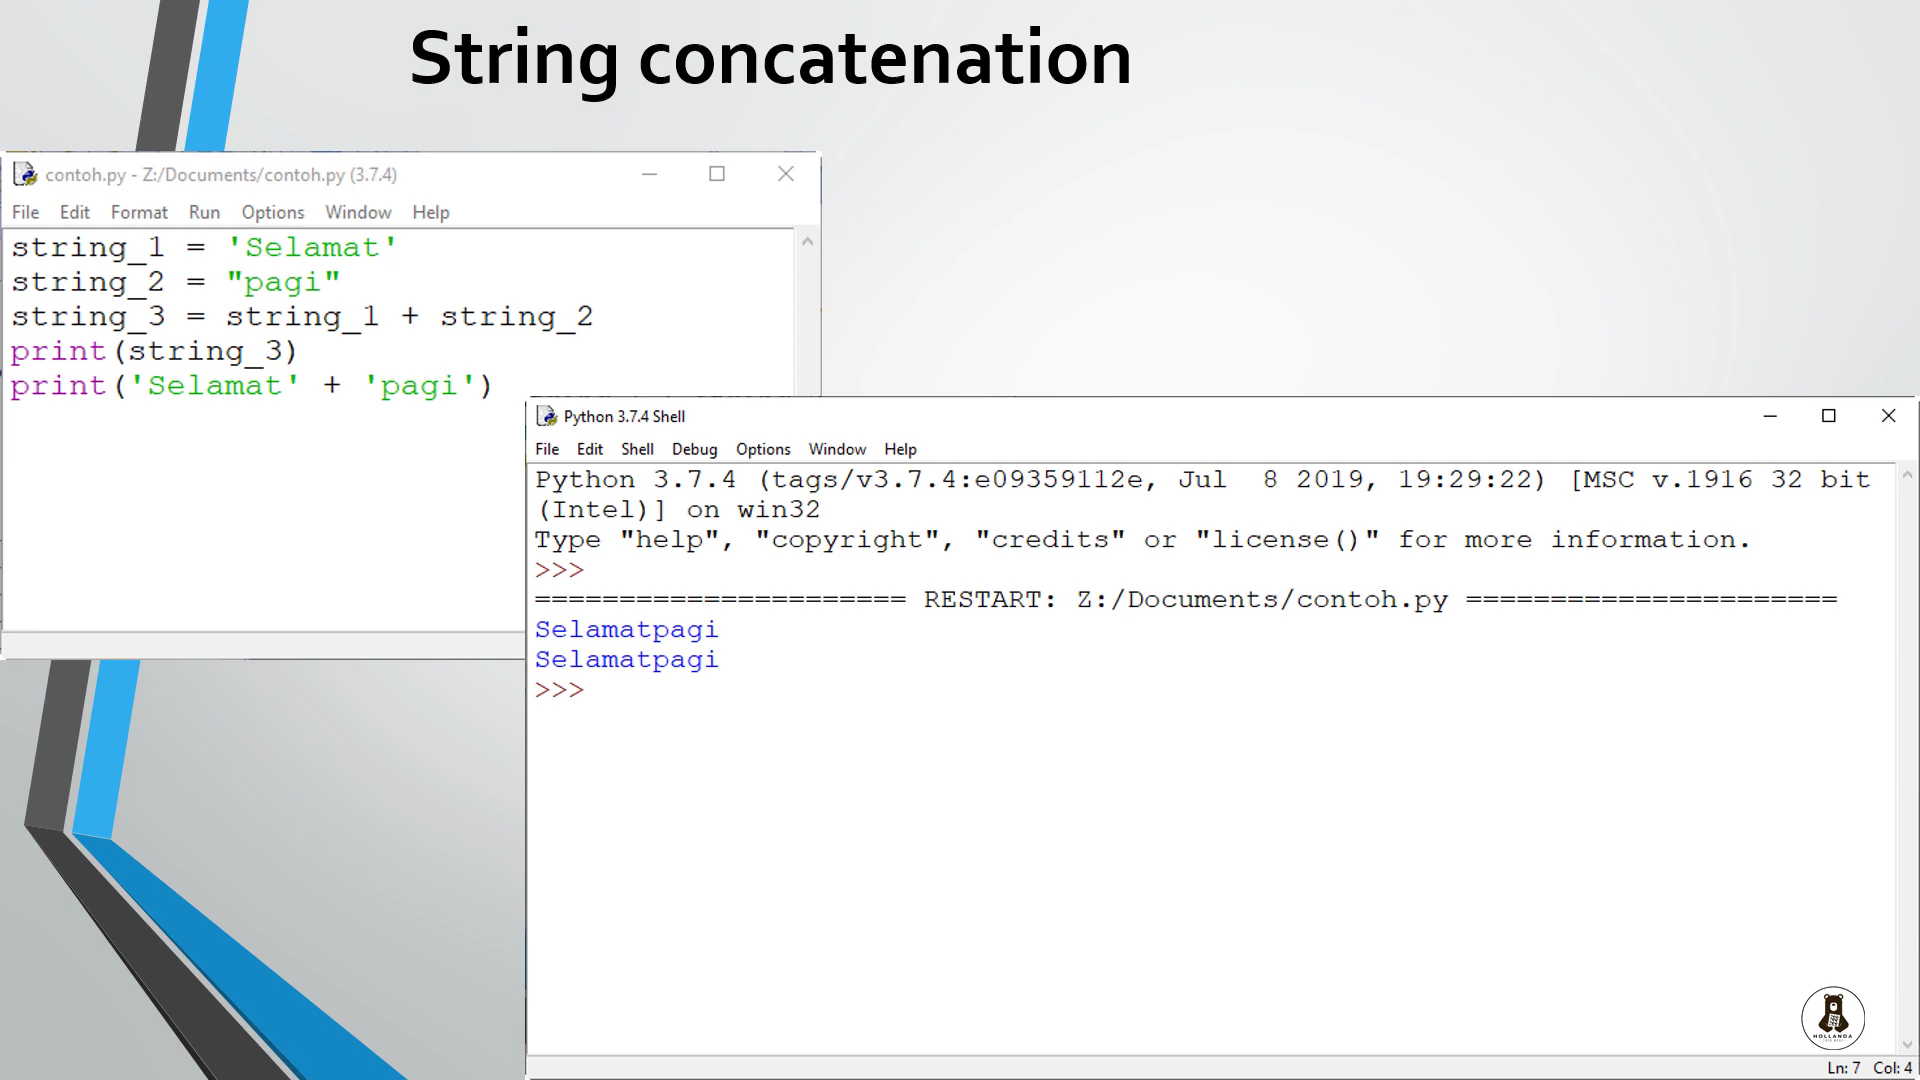 String concatenation
contoh.py - Z:/Documents/contoh.py (3.7.4)
File Edit Format Run Options Window Help
string_1 = 'Selamat'
string_2 = "pagi"
string_3 = string_1 + string_2
print(string_3)
print('Selamat' + 'pagi')
Python 3.7.4 Shell
File Edit Shell Debug Options Window Help
Python 3.7.4 (tags/v3.7.4:e09359112e, Jul  8 2019, 19:29:22) [MSC v.1916 32 bit
(Intel)] on win32
Type "help", "copyright", "credits" or "license()" for more information.
>>>
====================== RESTART: Z:/Documents/contoh.py ======================
Selamatpagi
Selamatpagi
>>>
HOLLANDA
Ln: 7 Col: 4